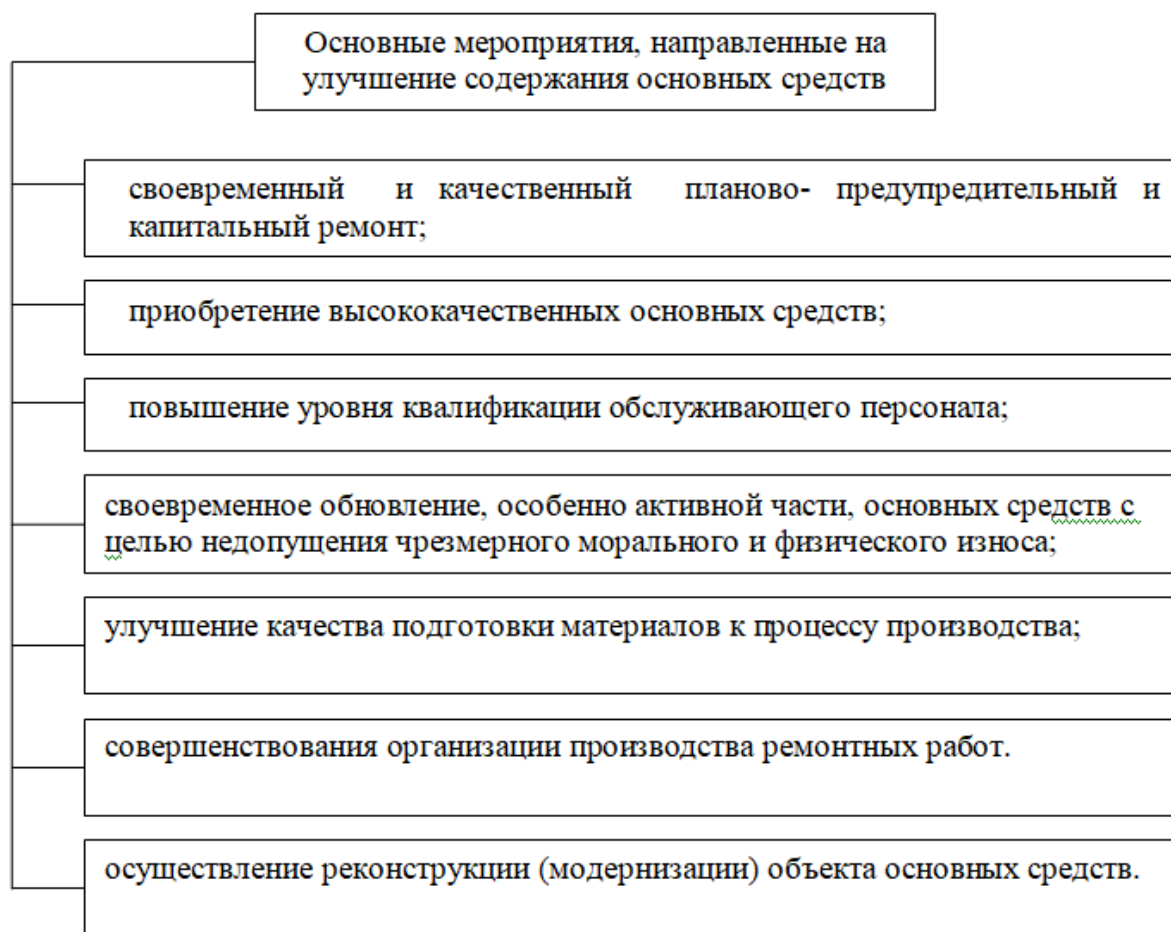 Основные мероприятия, направленные на
улучшение содержания основных средств
своевременный и качественный планово- предупредительный и
капитальный ремонт;
приобретение высококачественных основных средств;
повышение уровня квалификации обслуживающего персонала;
своевременное обновление, особенно активной части, основных средств с
целью недопущения чрезмерного морального и физического износа;
улучшение качества подготовки материалов к процессу производства;
совершенствования организации производства ремонтных работ.
осуществление реконструкции (модернизации) объекта основных средств.